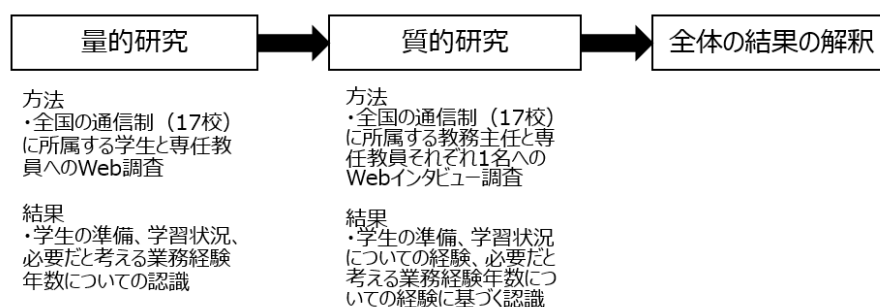 量的研究
質的研究
全体の結果の解釈
方法
・全国の通信制（17校）
に所属する学生と専任教
員へのWeb調査
結果
・学生の準備、学習状況、
必要だと考える業務経験
年数についての認識
方法
・全国の通信制（17校）
に所属する教務主任と専
任教員それぞれ1名への
Webインタビュー調査
結果
・学生の準備、学習状況
についての経験、必要だと
考える業務経験年数につ
いての経験に基づく認識